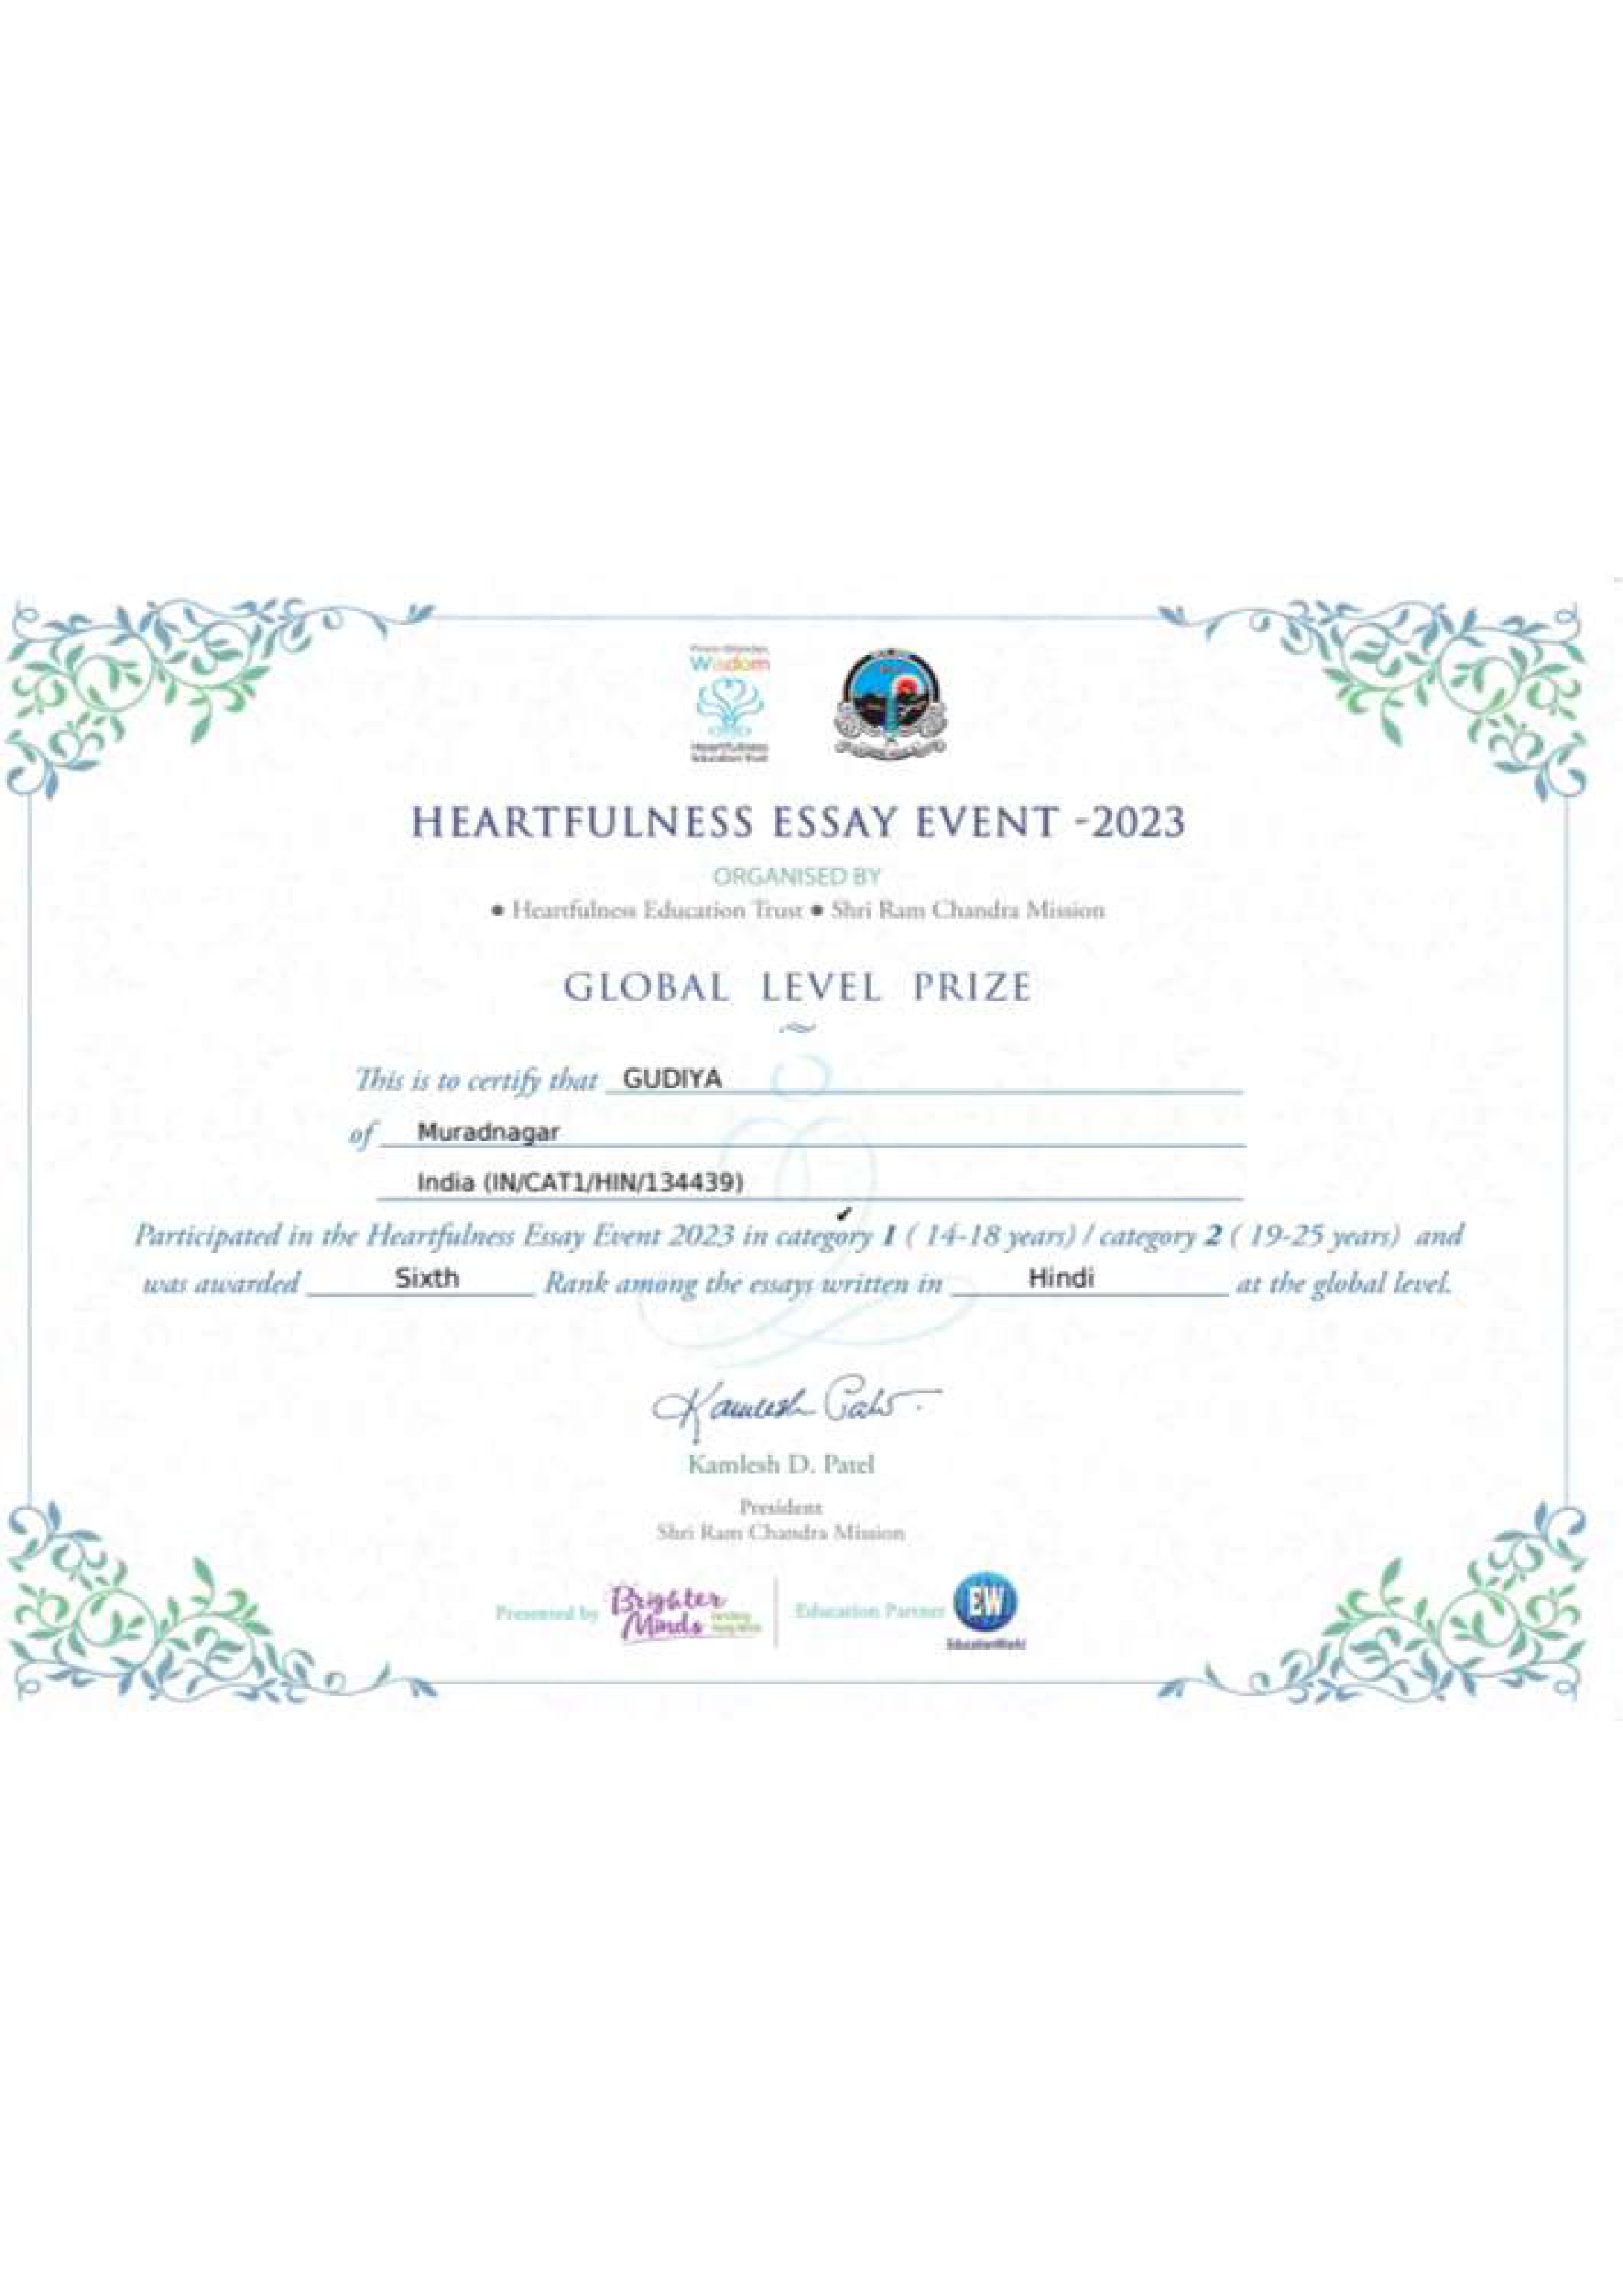 Wisdom
Heartfulness
Education Trust
HEARTFULNESS ESSAY EVENT -2023
ORGANISED BY
• Heartfulness Education Trust • Shri Ram Chandra Mission
GLOBAL LEVEL PRIZE
This is to certify that GUDIYA
of Muradnagar
India (IN/CAT1/HIN/134439)
✔
Participated in the Heartfulness Essay Event 2023 in category 1 ( 14-18 years) / category 2 ( 19-25 years) and
was awarded Sixth Rank among the essays written in Hindi at the global level.
Kamlesh D. Patel
President
Shri Ram Chandra Mission
Presented by Brighter Minds
Education Partner EW
EducationWorld